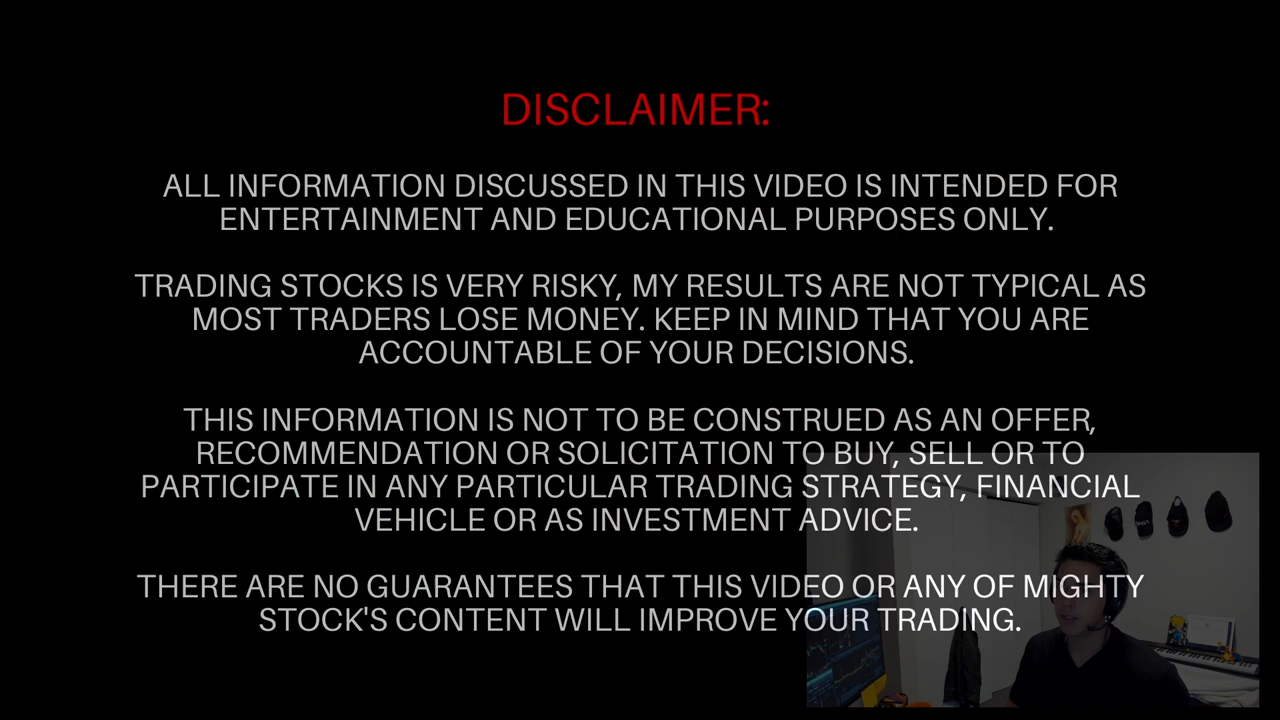 DISCLAIMER:
ALL INFORMATION DISCUSSED IN THIS VIDEO IS INTENDED FOR
ENTERTAINMENT AND EDUCATIONAL PURPOSES ONLY.
TRADING STOCKS IS VERY RISKY, MY RESULTS ARE NOT TYPICAL AS
MOST TRADERS LOSE MONEY. KEEP IN MIND THAT YOU ARE
ACCOUNTABLE OF YOUR DECISIONS.
THIS INFORMATION IS NOT TO BE CONSTRUED AS AN OFFER,
RECOMMENDATION OR SOLICITATION TO BUY, SELL OR TO
PARTICIPATE IN ANY PARTICULAR TRADING STRATEGY, FINANCIAL
VEHICLE OR AS INVESTMENT ADVICE.
THERE ARE NO GUARANTEES THAT THIS VIDEO OR ANY OF MIGHTY
STOCK'S CONTENT WILL IMPROVE YOUR TRADING.